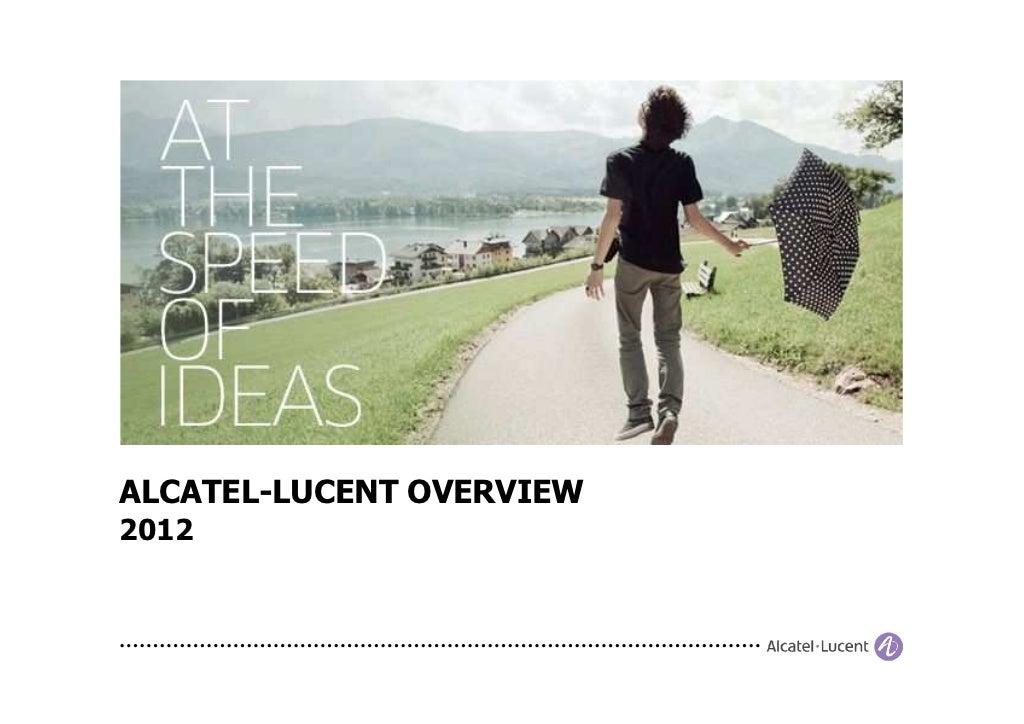 AT
THE
SPEED
OF
IDEAS
ALCATEL-LUCENT OVERVIEW
2012
Alcatel·Lucent